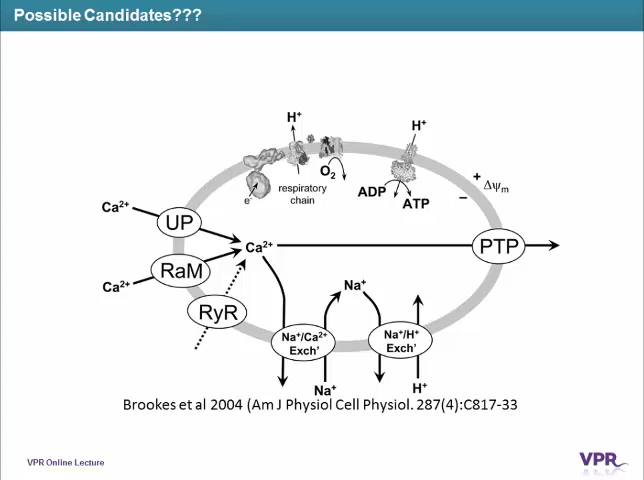 Possible Candidates???
H+
H+
O2
respiratory
chain
e-
ADP
ATP
+
Δψm
−
Ca2+
UP
Ca2+
PTP
RaM
Ca2+
RyR
Na+
Na+/Ca2+
Exch'
Na+/H+
Exch'
Na+
H+
Brookes et al 2004 (Am J Physiol Cell Physiol. 287(4):C817-33
VPR Online Lecture
VPR